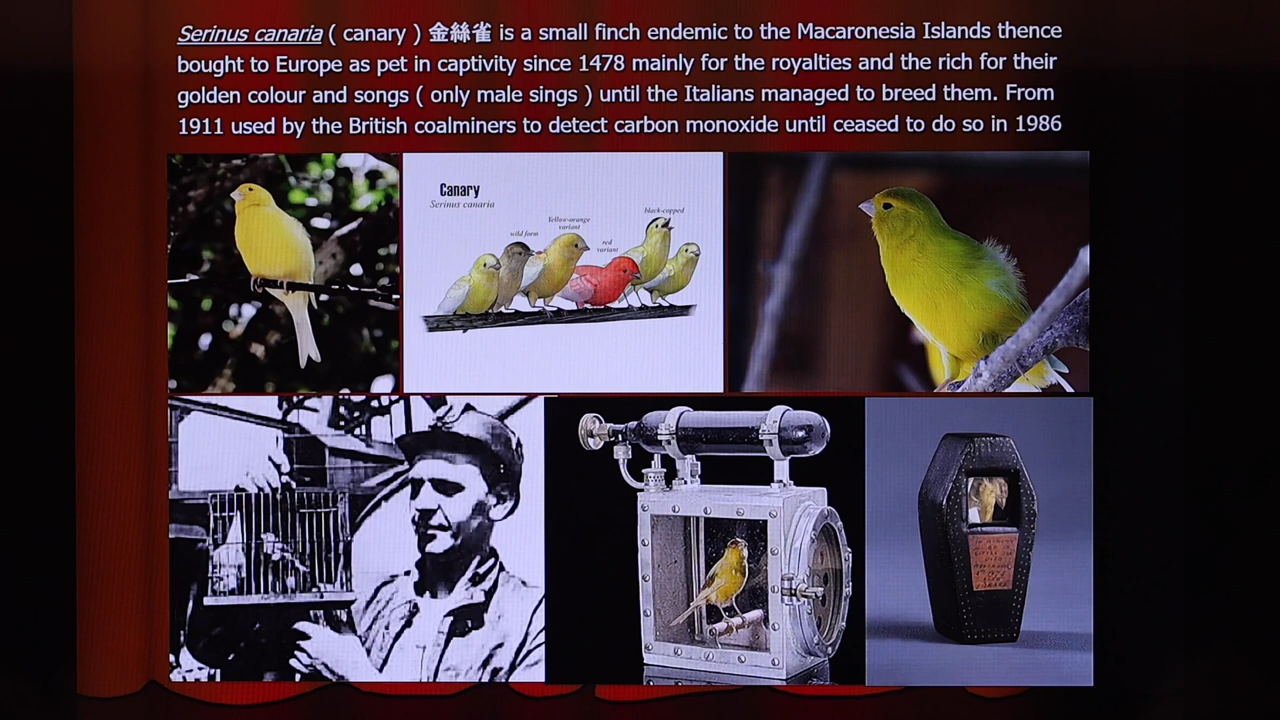 Serinus canaria ( canary ) 金絲雀 is a small finch endemic to the Macaronesia Islands thence
bought to Europe as pet in captivity since 1478 mainly for the royalties and the rich for their
golden colour and songs ( only male sings ) until the Italians managed to breed them. From
1911 used by the British coalminers to detect carbon monoxide until ceased to do so in 1986
Canary
Serinus canaria
wild form
Yellow-orange
variant
red
variant
black-capped